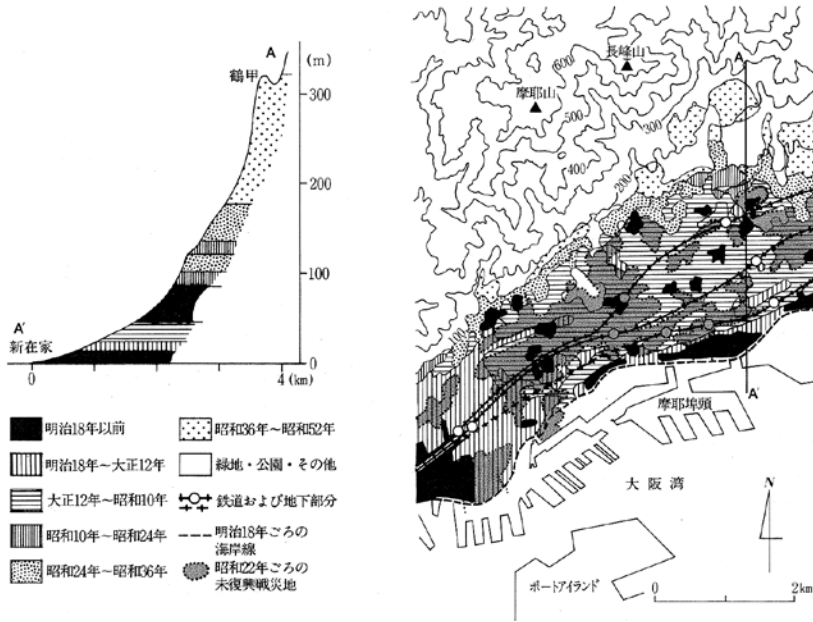 A
鶴甲
(m)
300
200
100
0
A′
新在家
0
2
4 (km)
明治18年以前
明治18年〜大正12年
大正12年〜昭和10年
昭和10年〜昭和24年
昭和24年〜昭和36年
昭和36年〜昭和52年
緑地・公園・その他
鉄道および地下部分
明治18年ごろの
海岸線
昭和22年ごろの
未復興戦災地
長峰山
摩耶山
600
500
400
300
200
100
A
A′
摩耶埠頭
大阪湾
N
ポートアイランド
0
2km